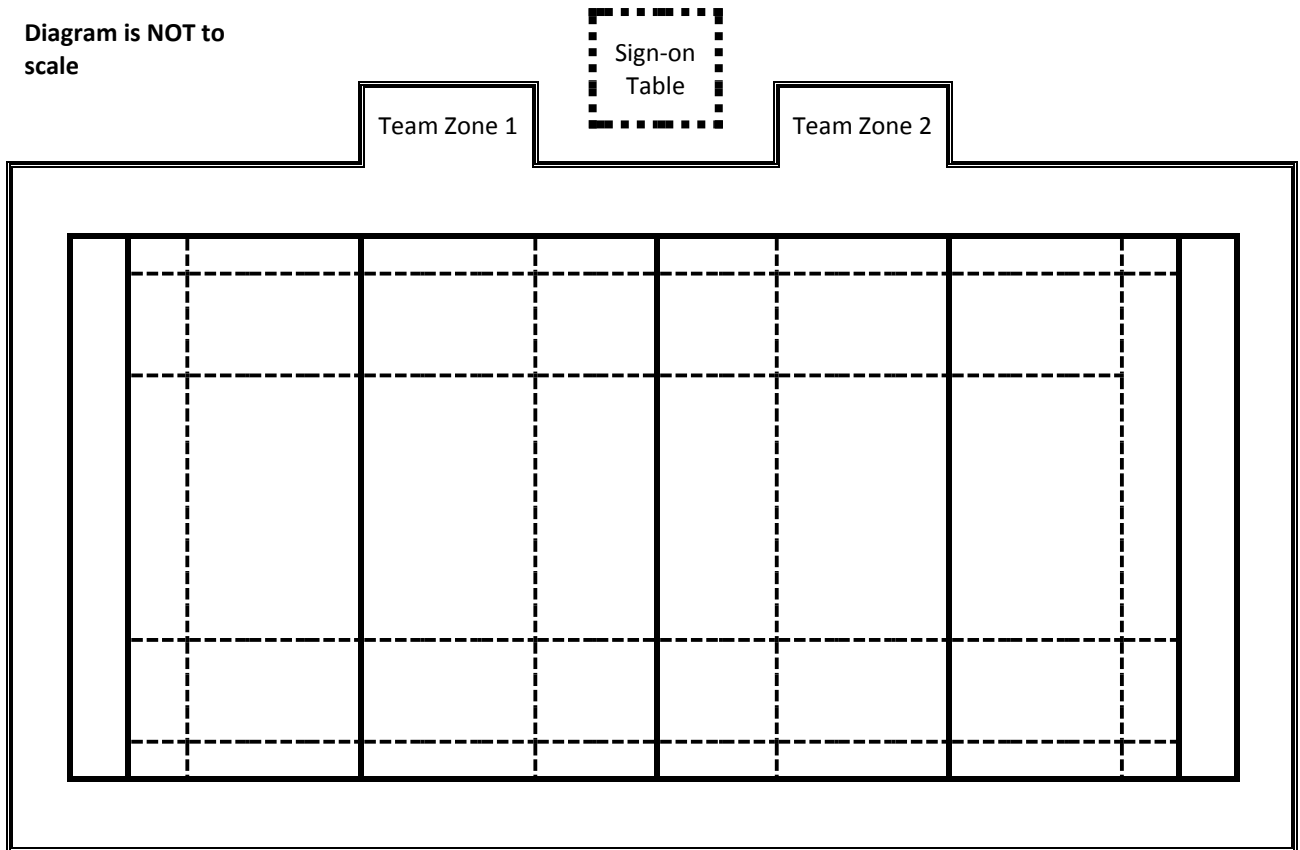 Diagram is NOT to
scale
Sign-on
Table
Team Zone 1
Team Zone 2